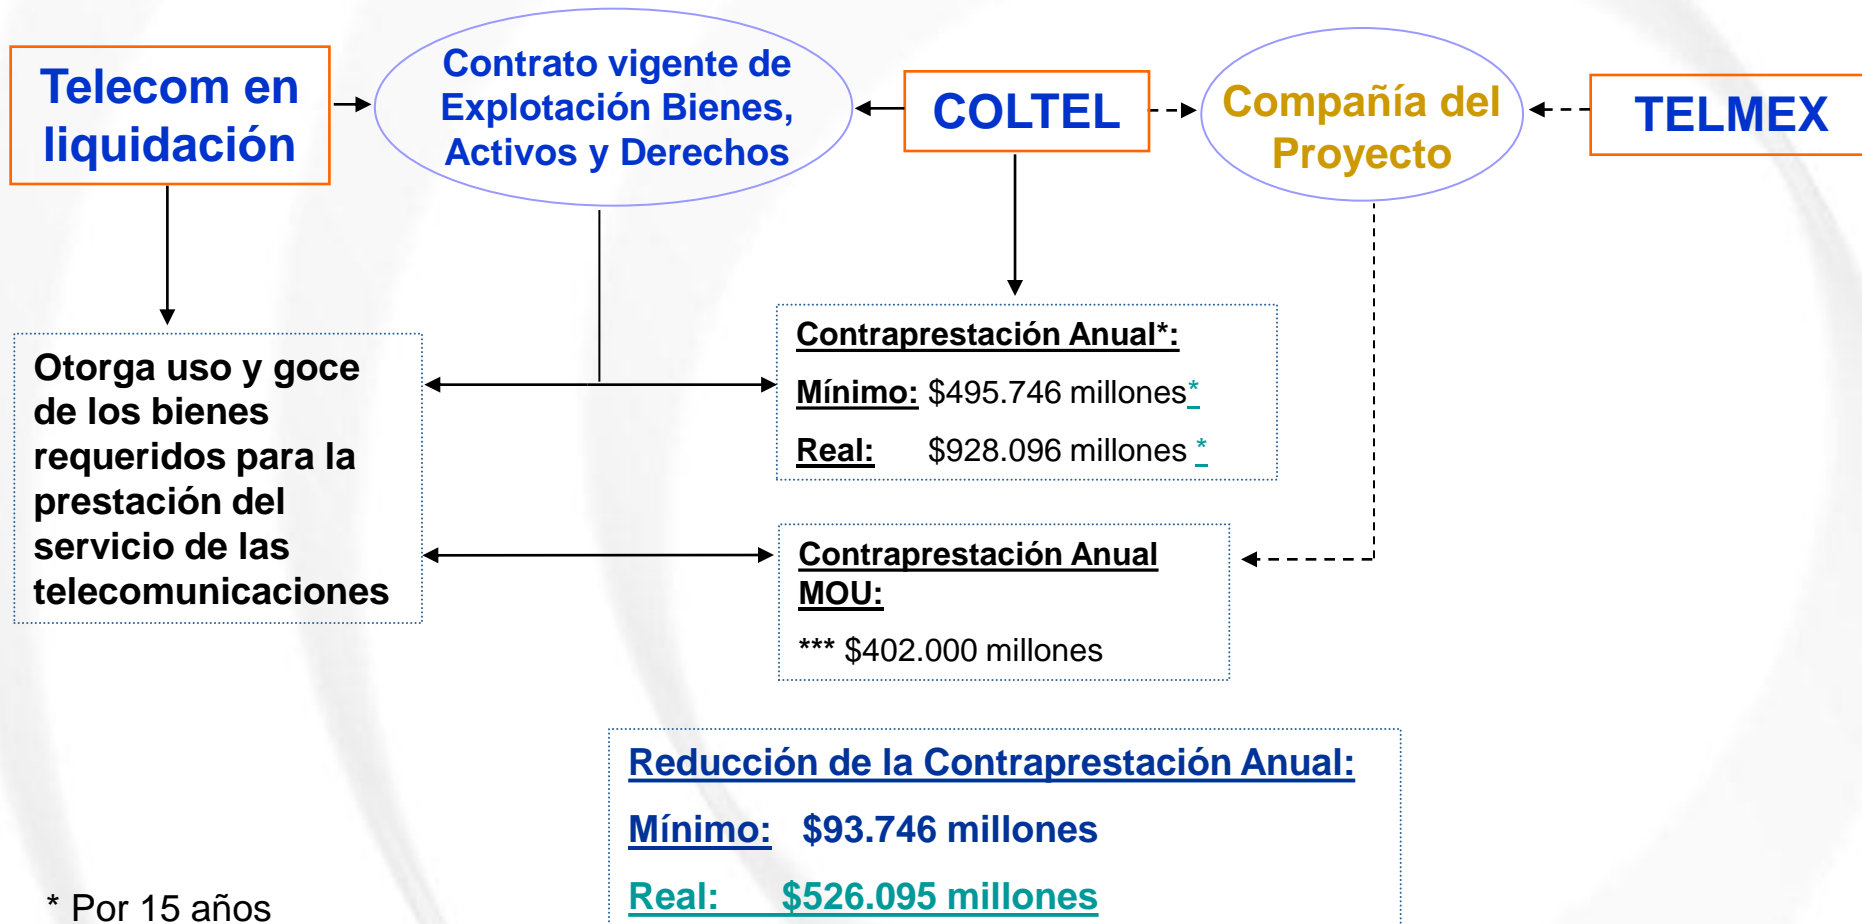 Telecom en
liquidación
Contrato vigente de
Explotación Bienes,
Activos y Derechos
COLTEL
Compañía del
Proyecto
TELMEX
Otorga uso y goce
de los bienes
requeridos para la
prestación del
servicio de las
telecomunicaciones
Contraprestación Anual*:
Mínimo: $495.746 millones*
Real: $928.096 millones *
Contraprestación Anual
MOU:
*** $402.000 millones
Reducción de la Contraprestación Anual:
Mínimo: $93.746 millones
Real: $526.095 millones
* Por 15 años